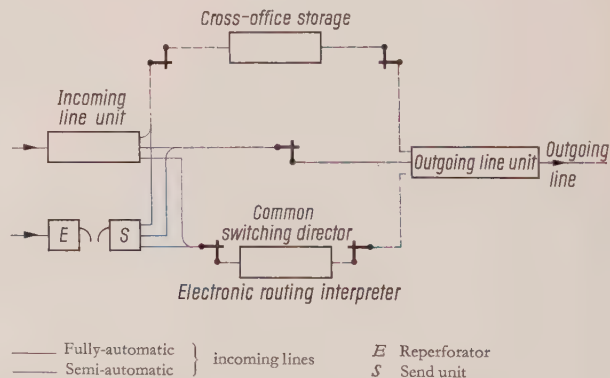 Cross-office storage
Incoming
line unit
Outgoing line unit
Outgoing
line
E
S
Common
switching director
Electronic routing interpreter
Fully-automatic
Semi-automatic
} incoming lines
E Reperforator
S Send unit